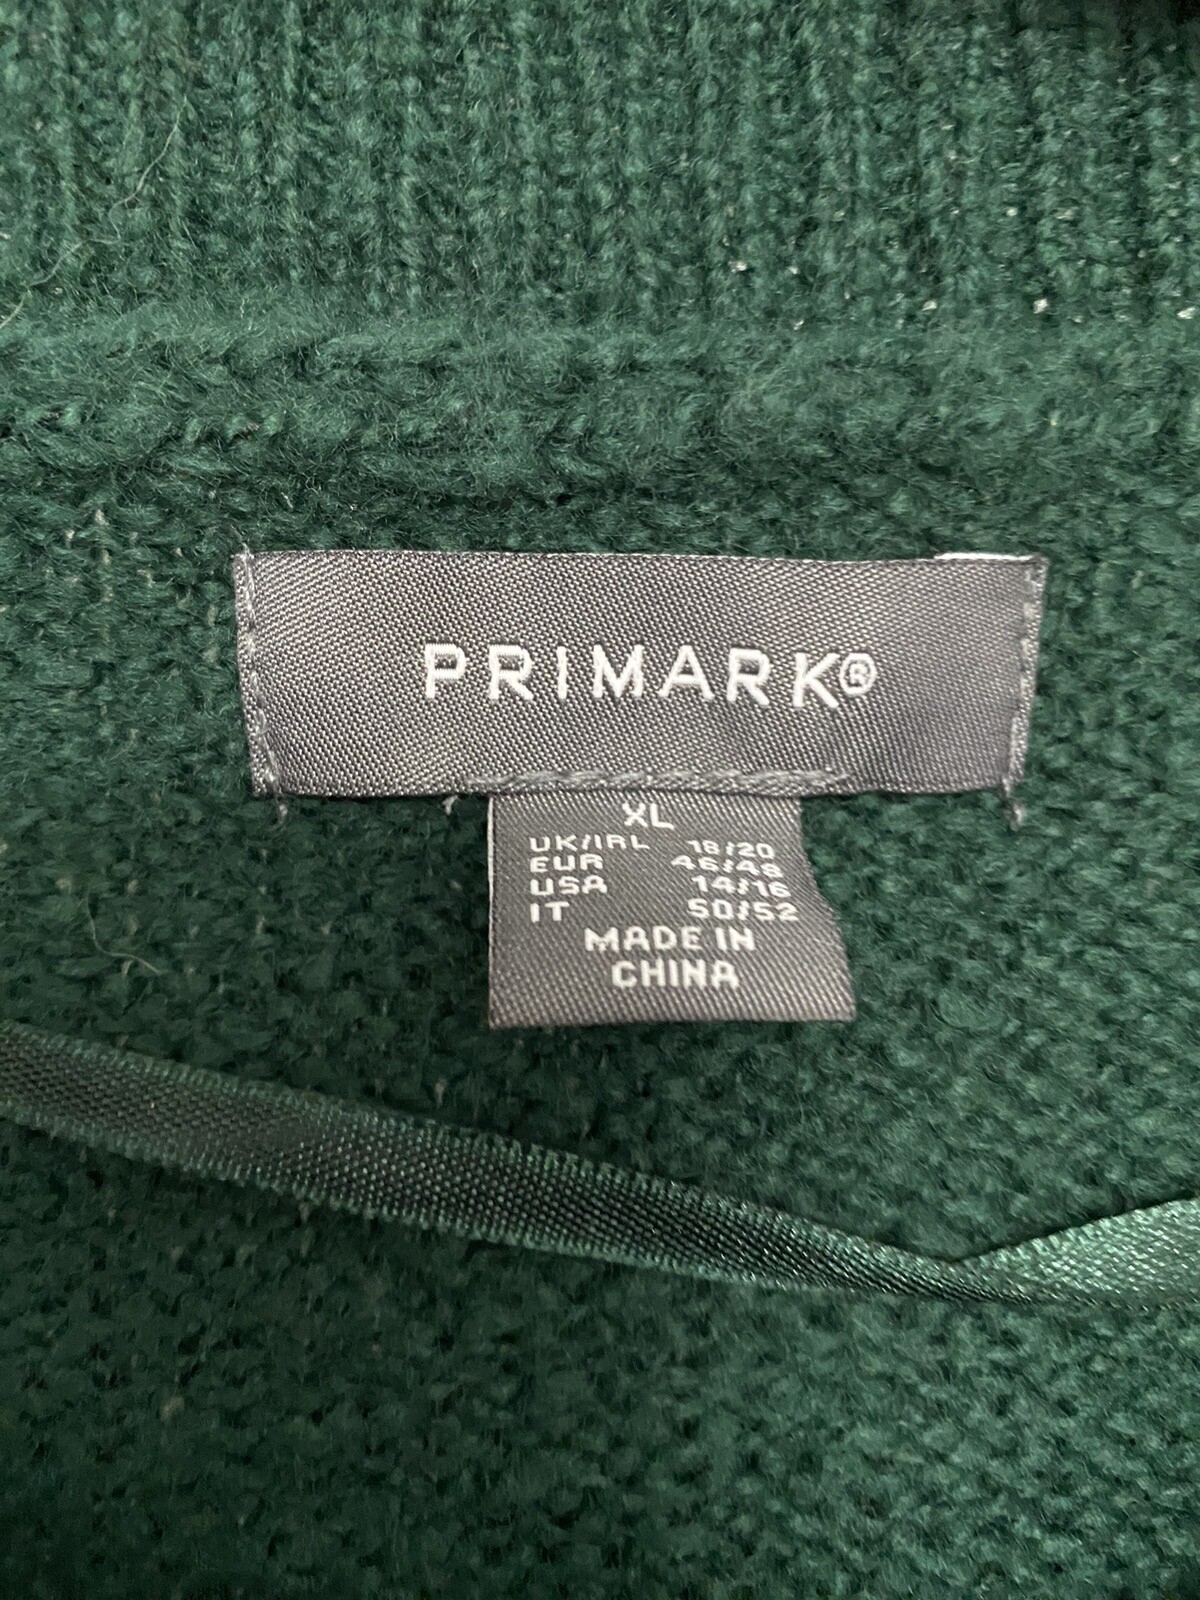 PRIMARK®
XL
UK/IRL 18/20
EUR 46/48
USA 14/16
IT 50/52
MADE IN
CHINA